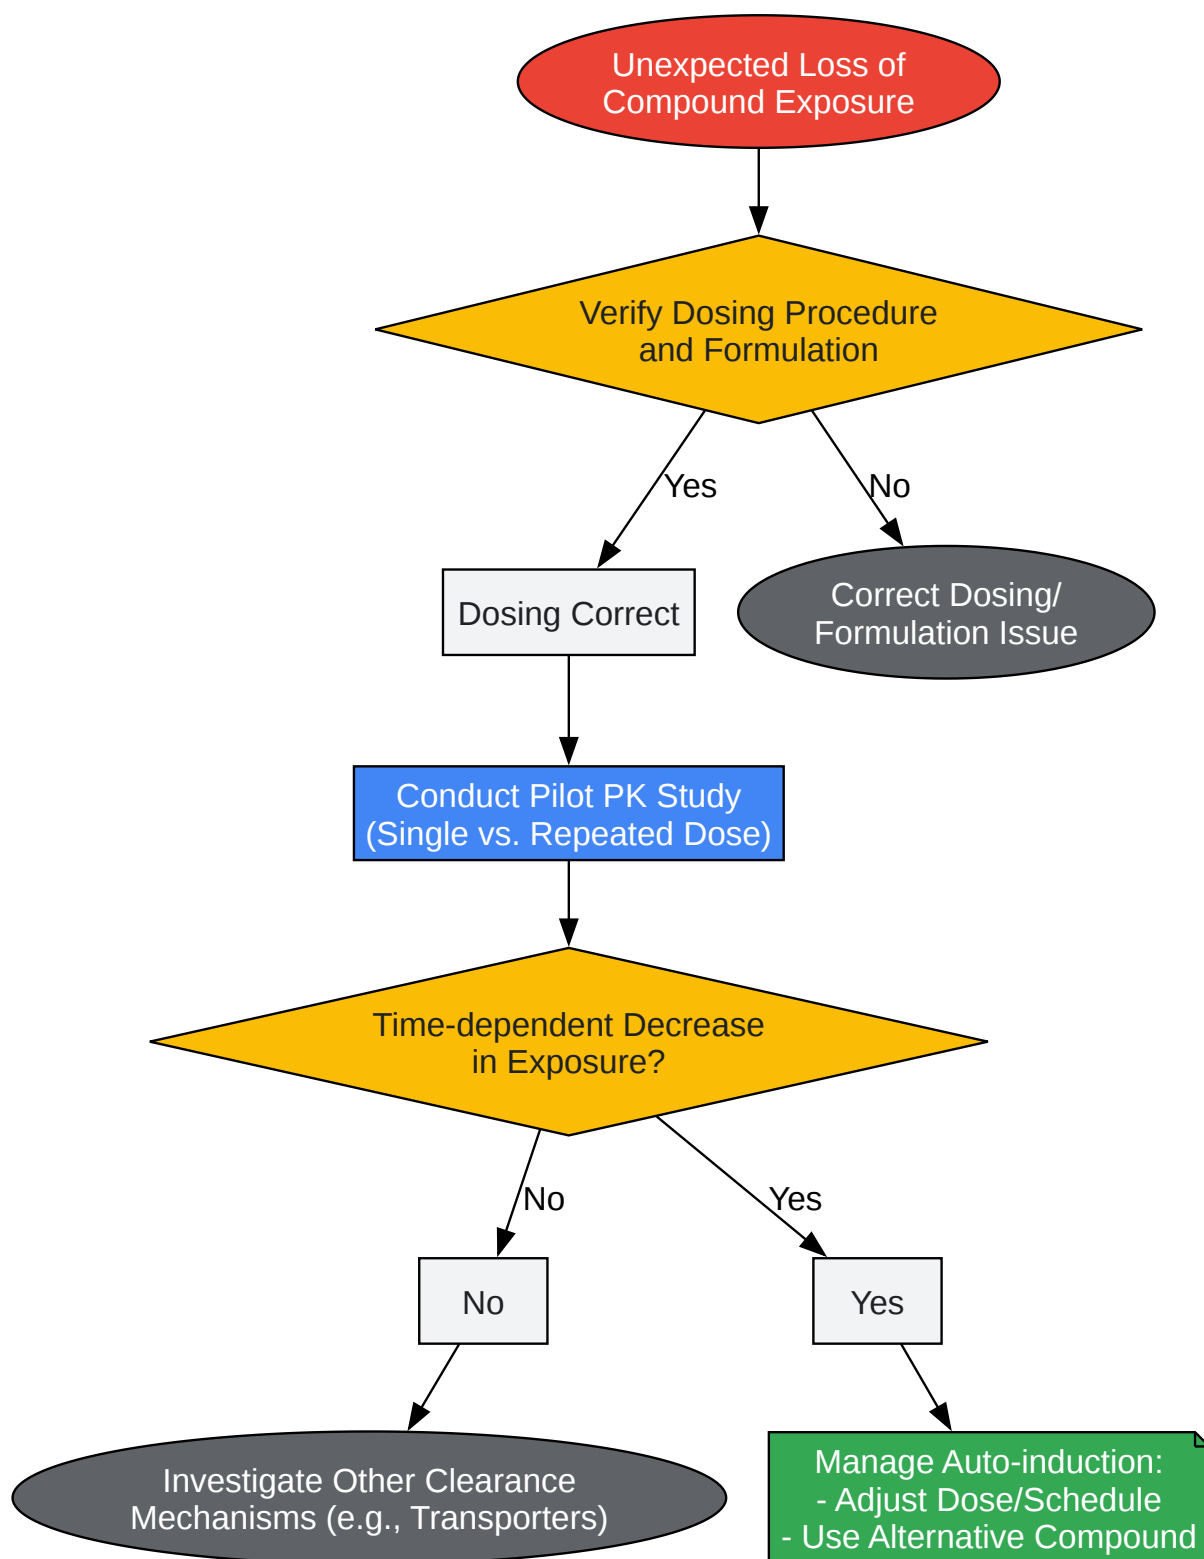 Unexpected Loss of
Compound Exposure
Verify Dosing Procedure
and Formulation
Yes
No
Dosing Correct
Correct Dosing/
Formulation Issue
Conduct Pilot PK Study
(Single vs. Repeated Dose)
Time-dependent Decrease
in Exposure?
No
Yes
No
Yes
Investigate Other Clearance
Mechanisms (e.g., Transporters)
Manage Auto-induction:
- Adjust Dose/Schedule
- Use Alternative Compound